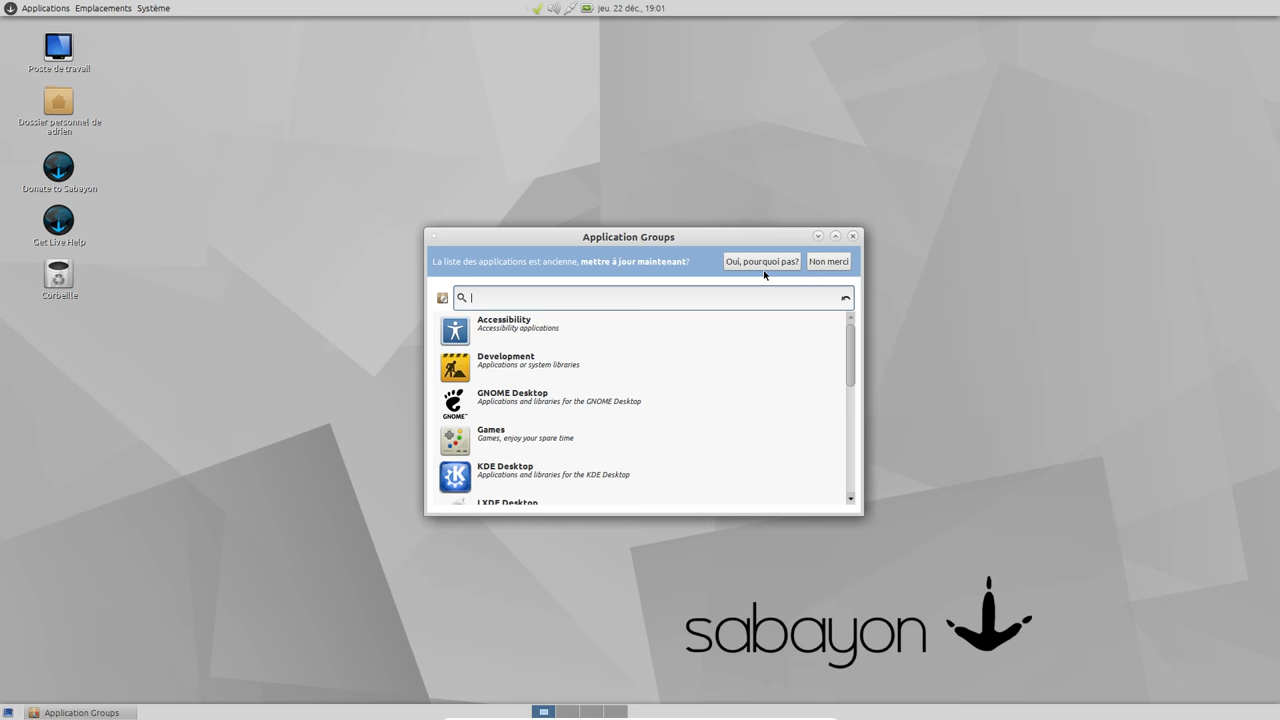 Applications Emplacements Système
jeu. 22 déc., 19:01
Poste de travail
Dossier personnel de
adrien
Donate to Sabayon
Get Live Help
Corbeille
Application Groups
La liste des applications est ancienne, mettre à jour maintenant?
Oui, pourquoi pas?
Non merci
Accessibility
Accessibility applications
Development
Applications or system libraries
GNOME Desktop
Applications and libraries for the GNOME Desktop
GNOME™
Games
Games, enjoy your spare time
KDE Desktop
Applications and libraries for the KDE Desktop
LXDE Desktop
sabayon
Application Groups